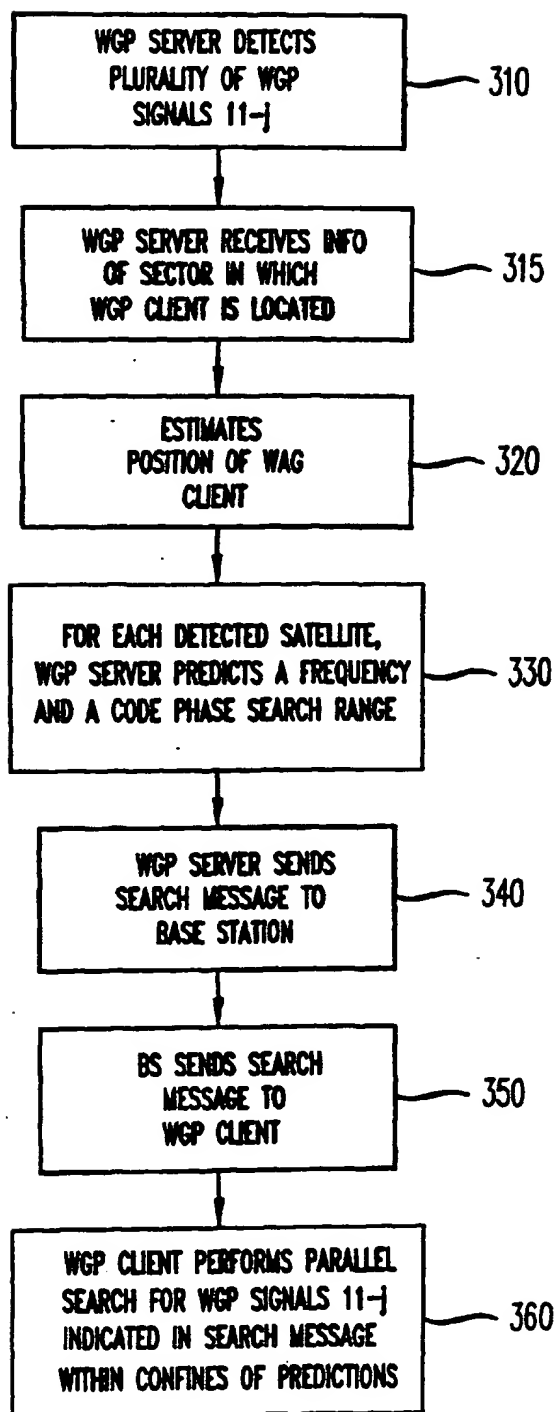 WGP SERVER DETECTS
PLURALITY OF WGP
SIGNALS 11-j
310
WGP SERVER RECEIVES INFO
OF SECTOR IN WHICH
WGP CLIENT IS LOCATED
315
ESTIMATES
POSITION OF WAG
CLIENT
320
FOR EACH DETECTED SATELLITE,
WGP SERVER PREDICTS A FREQUENCY
AND A CODE PHASE SEARCH RANGE
330
WGP SERVER SENDS
SEARCH MESSAGE TO
BASE STATION
340
BS SENDS SEARCH
MESSAGE TO
WGP CLIENT
350
WGP CLIENT PERFORMS PARALLEL
SEARCH FOR WGP SIGNALS 11-j
INDICATED IN SEARCH MESSAGE
WITHIN CONFINES OF PREDICTIONS
360